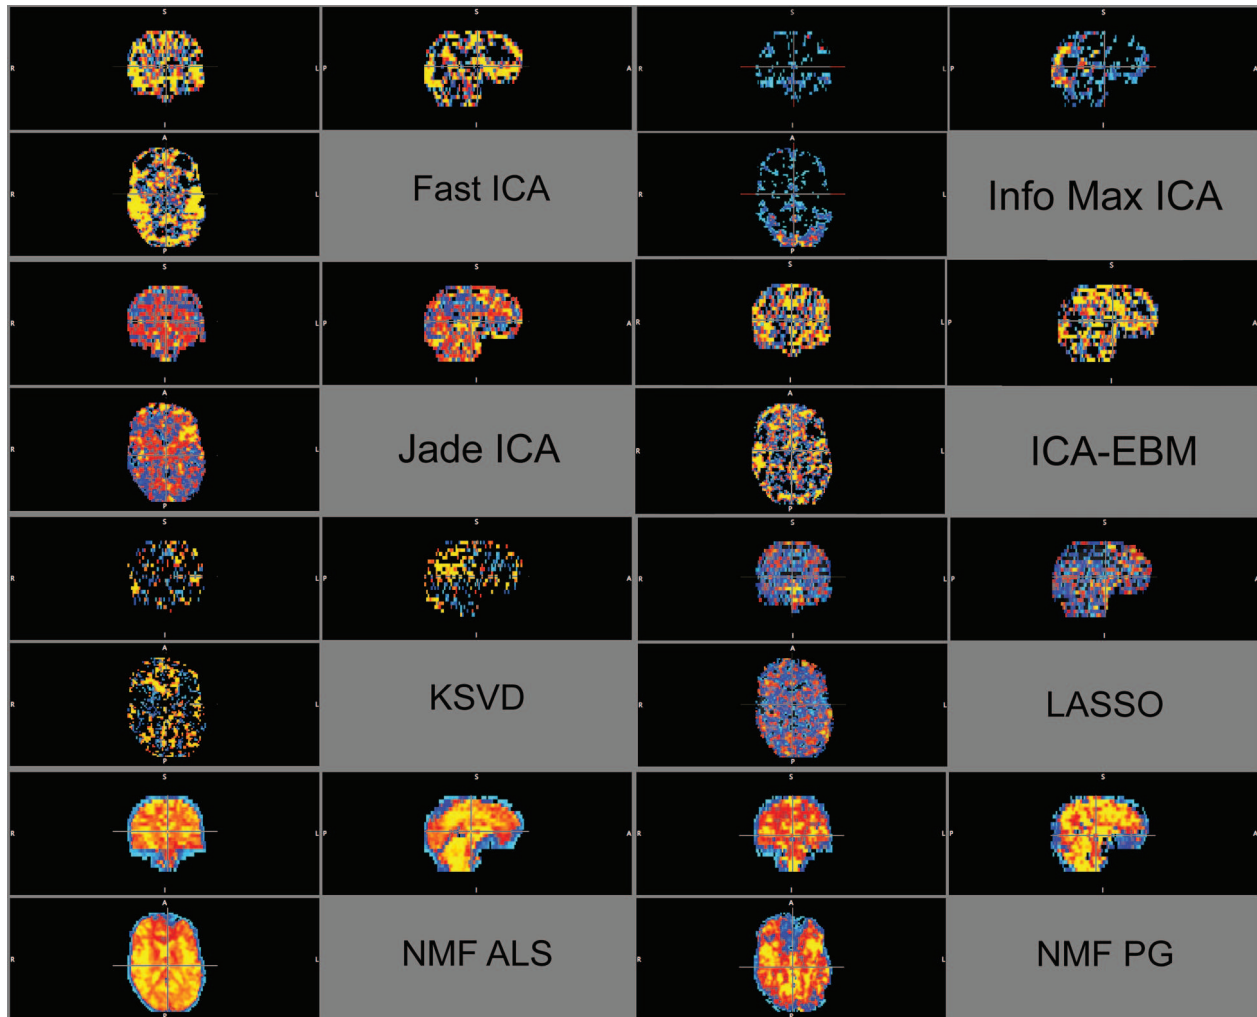 S S S S
R L P A R L P A
I I I I
A A
R L Fast ICA R L Info Max ICA
P P
S S S S
R L P A R L P A
I I I I
A A
R L Jade ICA R L ICA-EBM
P P
S S S S
R L P A R L P A
I I I I
A A
R L KSVD R L LASSO
P P
S S S S
R L P A R L P A
I I I I
A A
R L NMF ALS R L NMF PG
P P